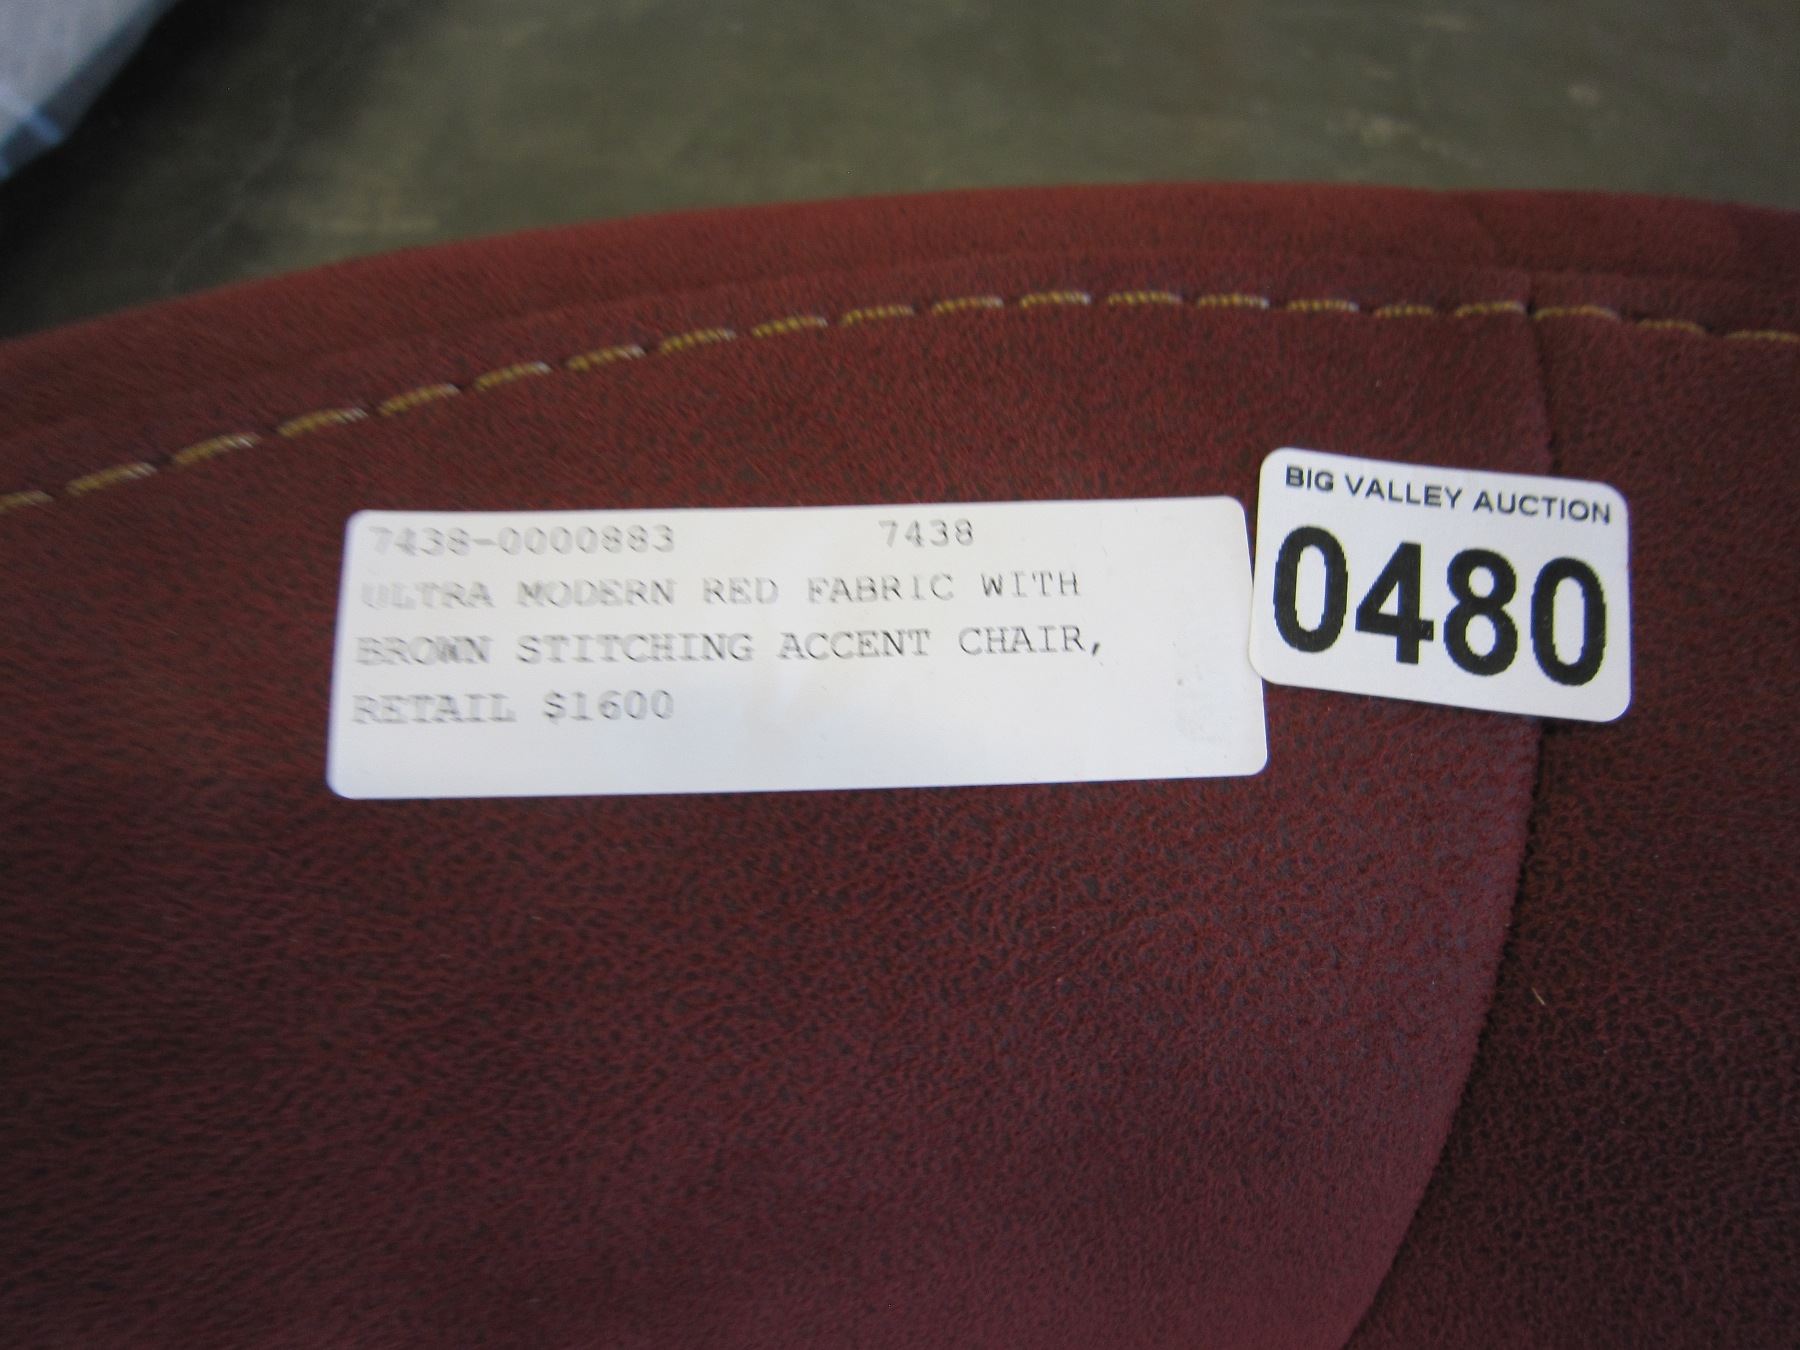 7438-0000883 7438
ULTRA MODERN RED FABRIC WITH
BROWN STITCHING ACCENT CHAIR,
RETAIL $1600
BIG VALLEY AUCTION
0480